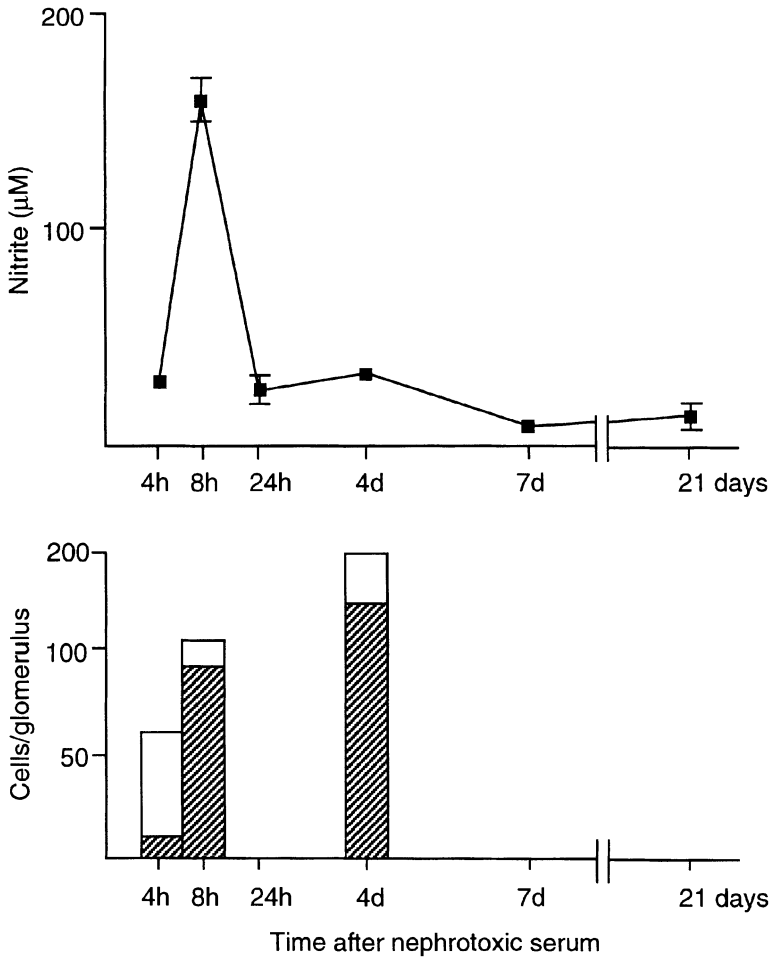 200
Nitrite (µM)
100
4h 8h 24h 4d 7d 21 days
200
Cells/glomerulus
100
50
4h 8h 24h 4d 7d 21 days
Time after nephrotoxic serum